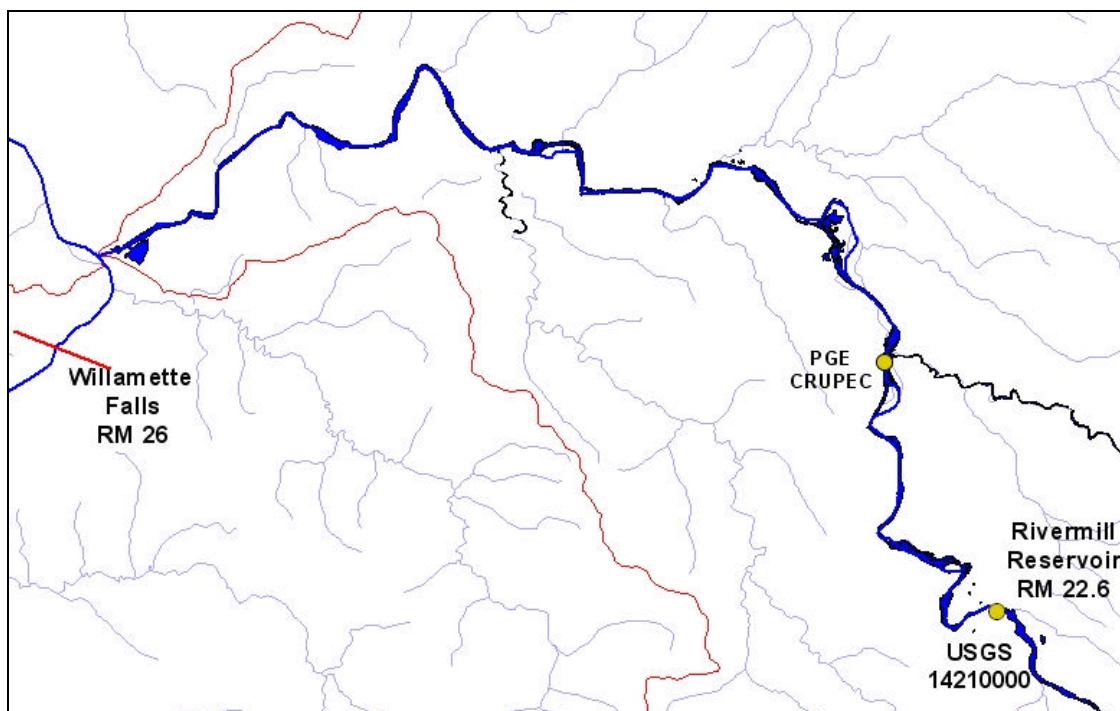 Willamette
Falls
RM 26
PGE
CRUPEC
Rivermill
Reservoir
RM 22.6
USGS
14210000